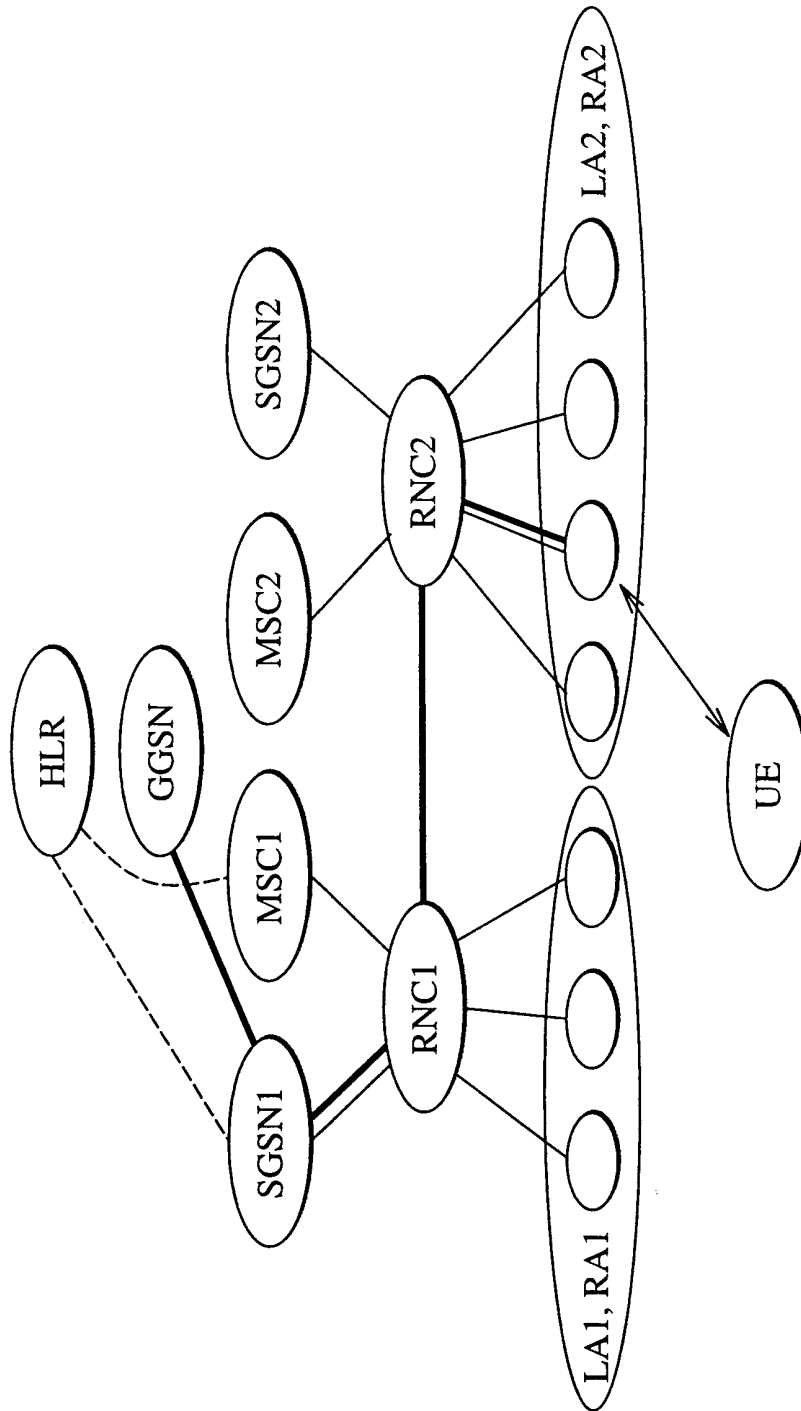 HLR
GGSN
SGSN1
MSC1
MSC2
SGSN2
RNC1
RNC2
LA1, RA1
LA2, RA2
UE